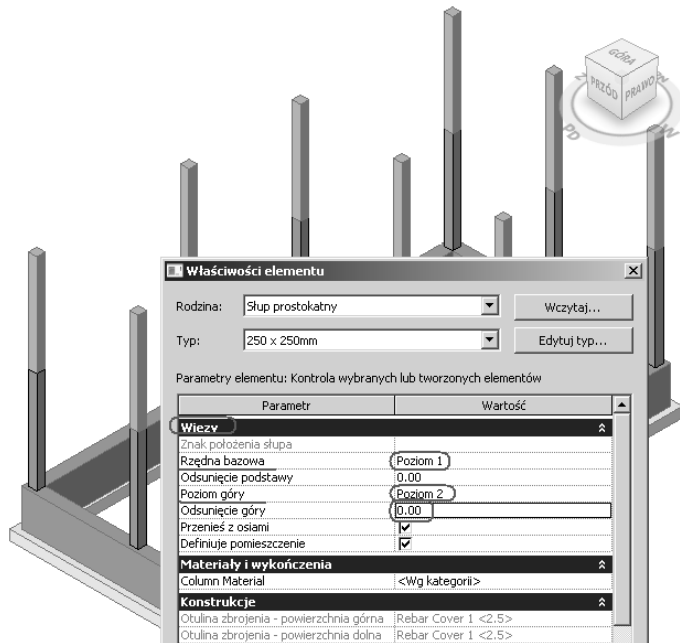 GÓRA
PRZÓD PRAWO
PD W
Właściwości elementu
Rodzina: Słup prostokatny Wczytaj...
Typ: 250 x 250mm Edytuj typ...
Parametry elementu: Kontrola wybranych lub tworzonych elementów
Parametr Wartość
Wiezy
Znak położenia słupa
Rzędna bazowa Poziom 1
Odsunięcie podstawy 0.00
Poziom góry Poziom 2
Odsunięcie góry 0.00
Przenieś z osiami
Definiuje pomieszczenie
Materiały i wykończenia
Column Material <Wg kategorii>
Konstrukcje
Otulina zbrojenia - powierzchnia górna Rebar Cover 1 <2.5>
Otulina zbrojenia - powierzchnia dolna Rebar Cover 1 <2.5>